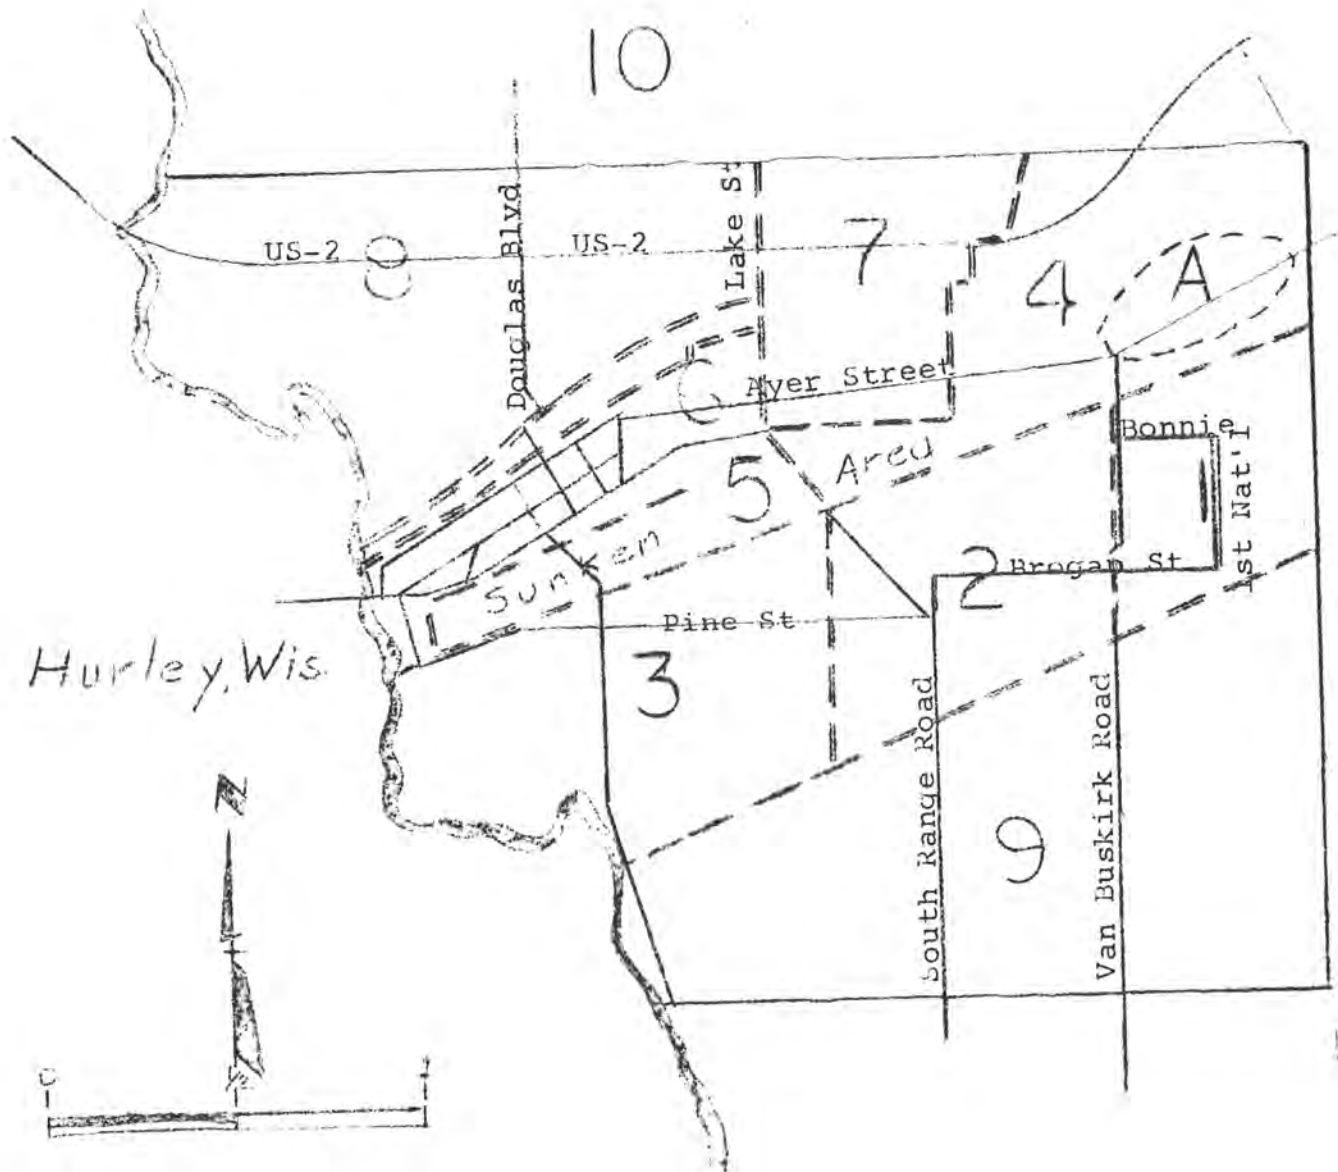 10
US-2
8
Douglas Blvd
US-2
Lake St
7
4
A
6
Ayer Street
5
Area
Bonnie
1st Nat'l
Sunken
1
2
Brogan St
Pine St
Hurley, Wis.
3
South Range Road
Van Buskirk Road
9
N
0
½
1